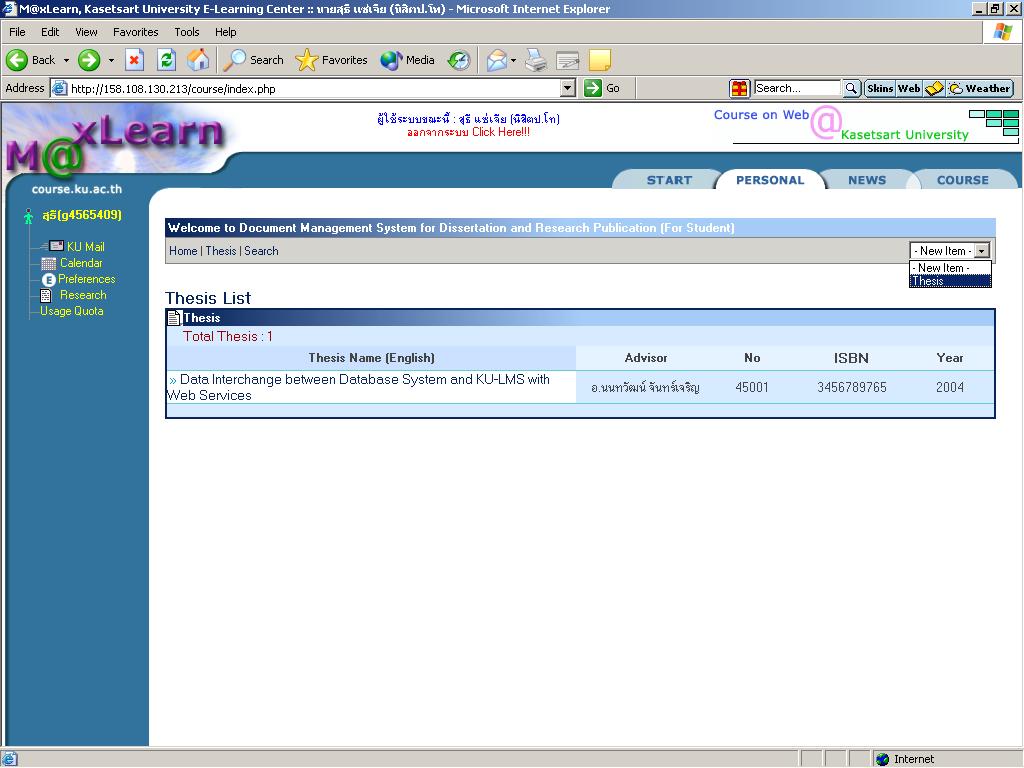 M@xLearn, Kasetsart University E-Learning Center :: นายสุธี แซ่เจีย (นิสิตป.โท) - Microsoft Internet Explorer
File Edit View Favorites Tools Help
Back Search Favorites Media
Address http://158.108.130.213/course/index.php Go Search... Skins Web Weather
M@xLearn
course.ku.ac.th
ผู้ใช้ระบบขณะนี้ : สุธี แซ่เจีย (นิสิตป.โท)
ออกจากระบบ Click Here!!!
Course on Web @ Kasetsart University
START PERSONAL NEWS COURSE
สุธี(g4565409)
KU Mail
Calendar
Preferences
Research
Usage Quota
Welcome to Document Management System for Dissertation and Research Publication (For Student)
Home | Thesis | Search
- New Item -
- New Item -
Thesis
Thesis List
Thesis
Total Thesis : 1
Thesis Name (English) Advisor No ISBN Year
» Data Interchange between Database System and KU-LMS with Web Services อ.นนทวัฒน์ จันทร์เจริญ 45001 3456789765 2004
Internet